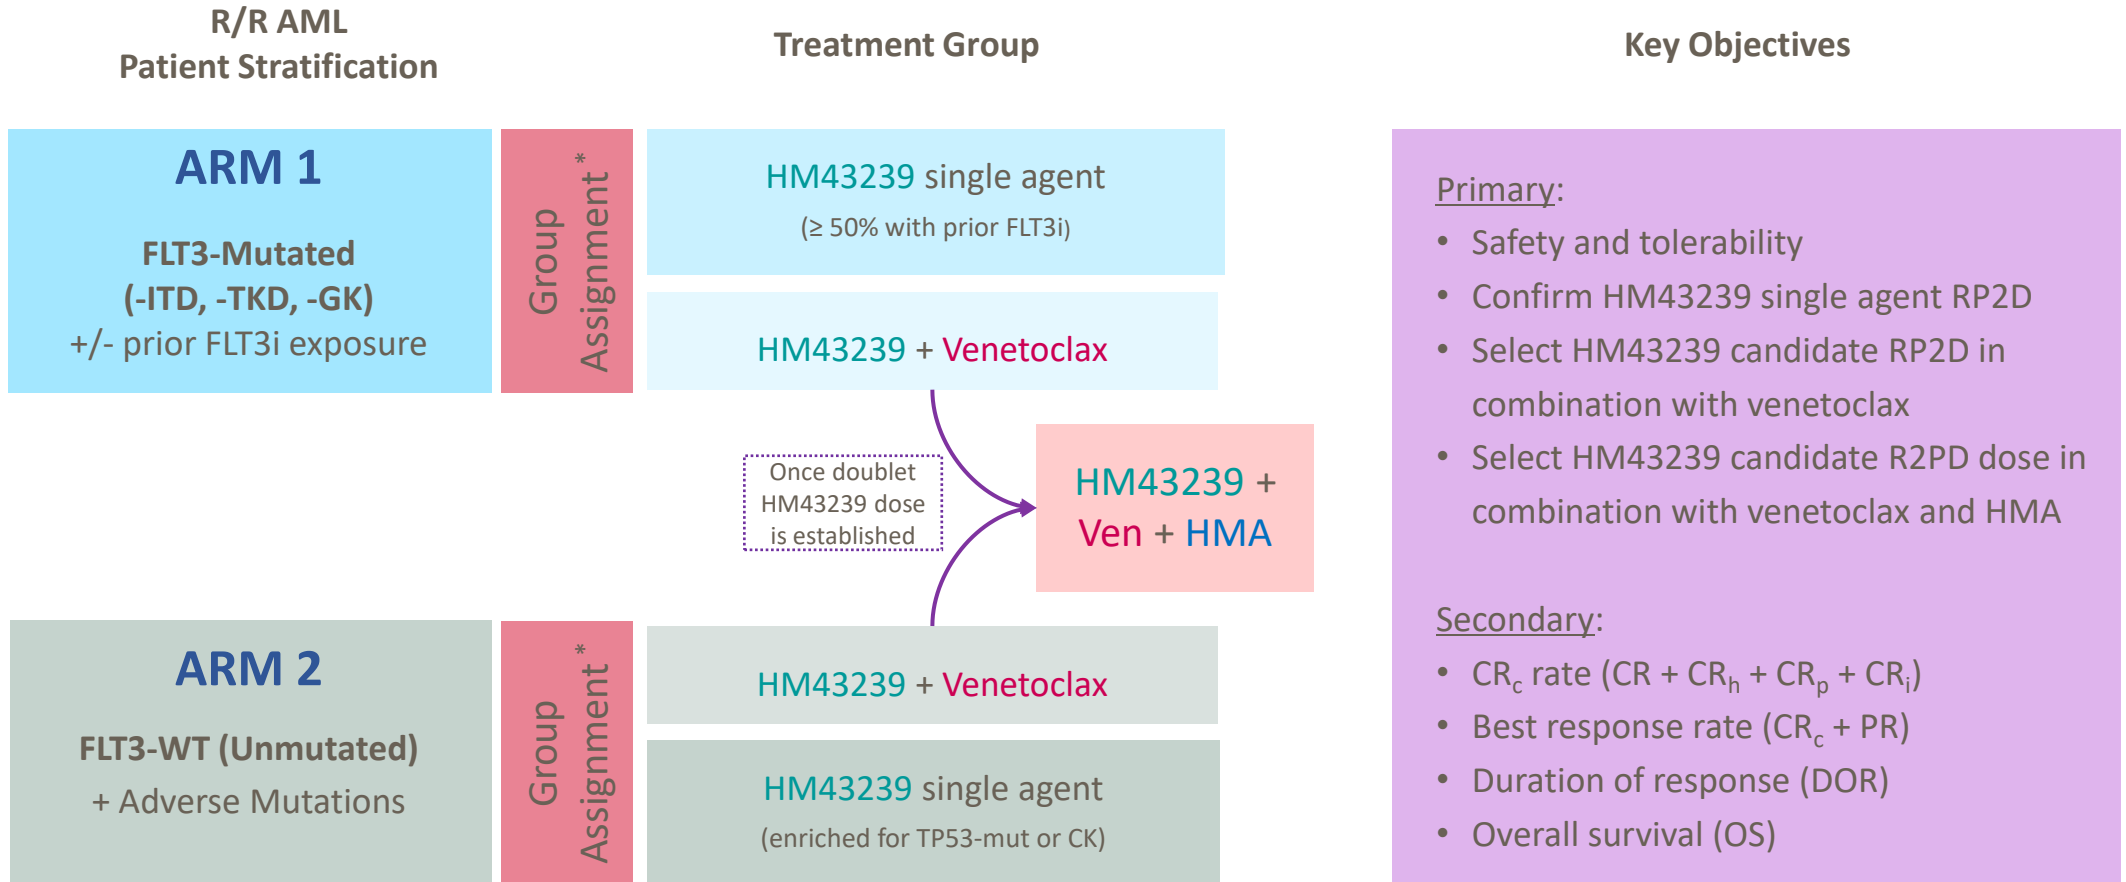 R/R AML
Patient Stratification
Treatment Group
Key Objectives
ARM 1
FLT3-Mutated
(-ITD, -TKD, -GK)
+/- prior FLT3i exposure
Group
Assignment*
HM43239 single agent
(≥ 50% with prior FLT3i)
HM43239 + Venetoclax
Once doublet
HM43239 dose
is established
HM43239 +
Ven + HMA
ARM 2
FLT3-WT (Unmutated)
+ Adverse Mutations
Group
Assignment*
HM43239 + Venetoclax
HM43239 single agent
(enriched for TP53-mut or CK)
Primary:
• Safety and tolerability
• Confirm HM43239 single agent RP2D
• Select HM43239 candidate RP2D in
combination with venetoclax
• Select HM43239 candidate R2PD dose in
combination with venetoclax and HMA
Secondary:
• CRc rate (CR + CRh + CRp + CRi)
• Best response rate (CRc + PR)
• Duration of response (DOR)
• Overall survival (OS)